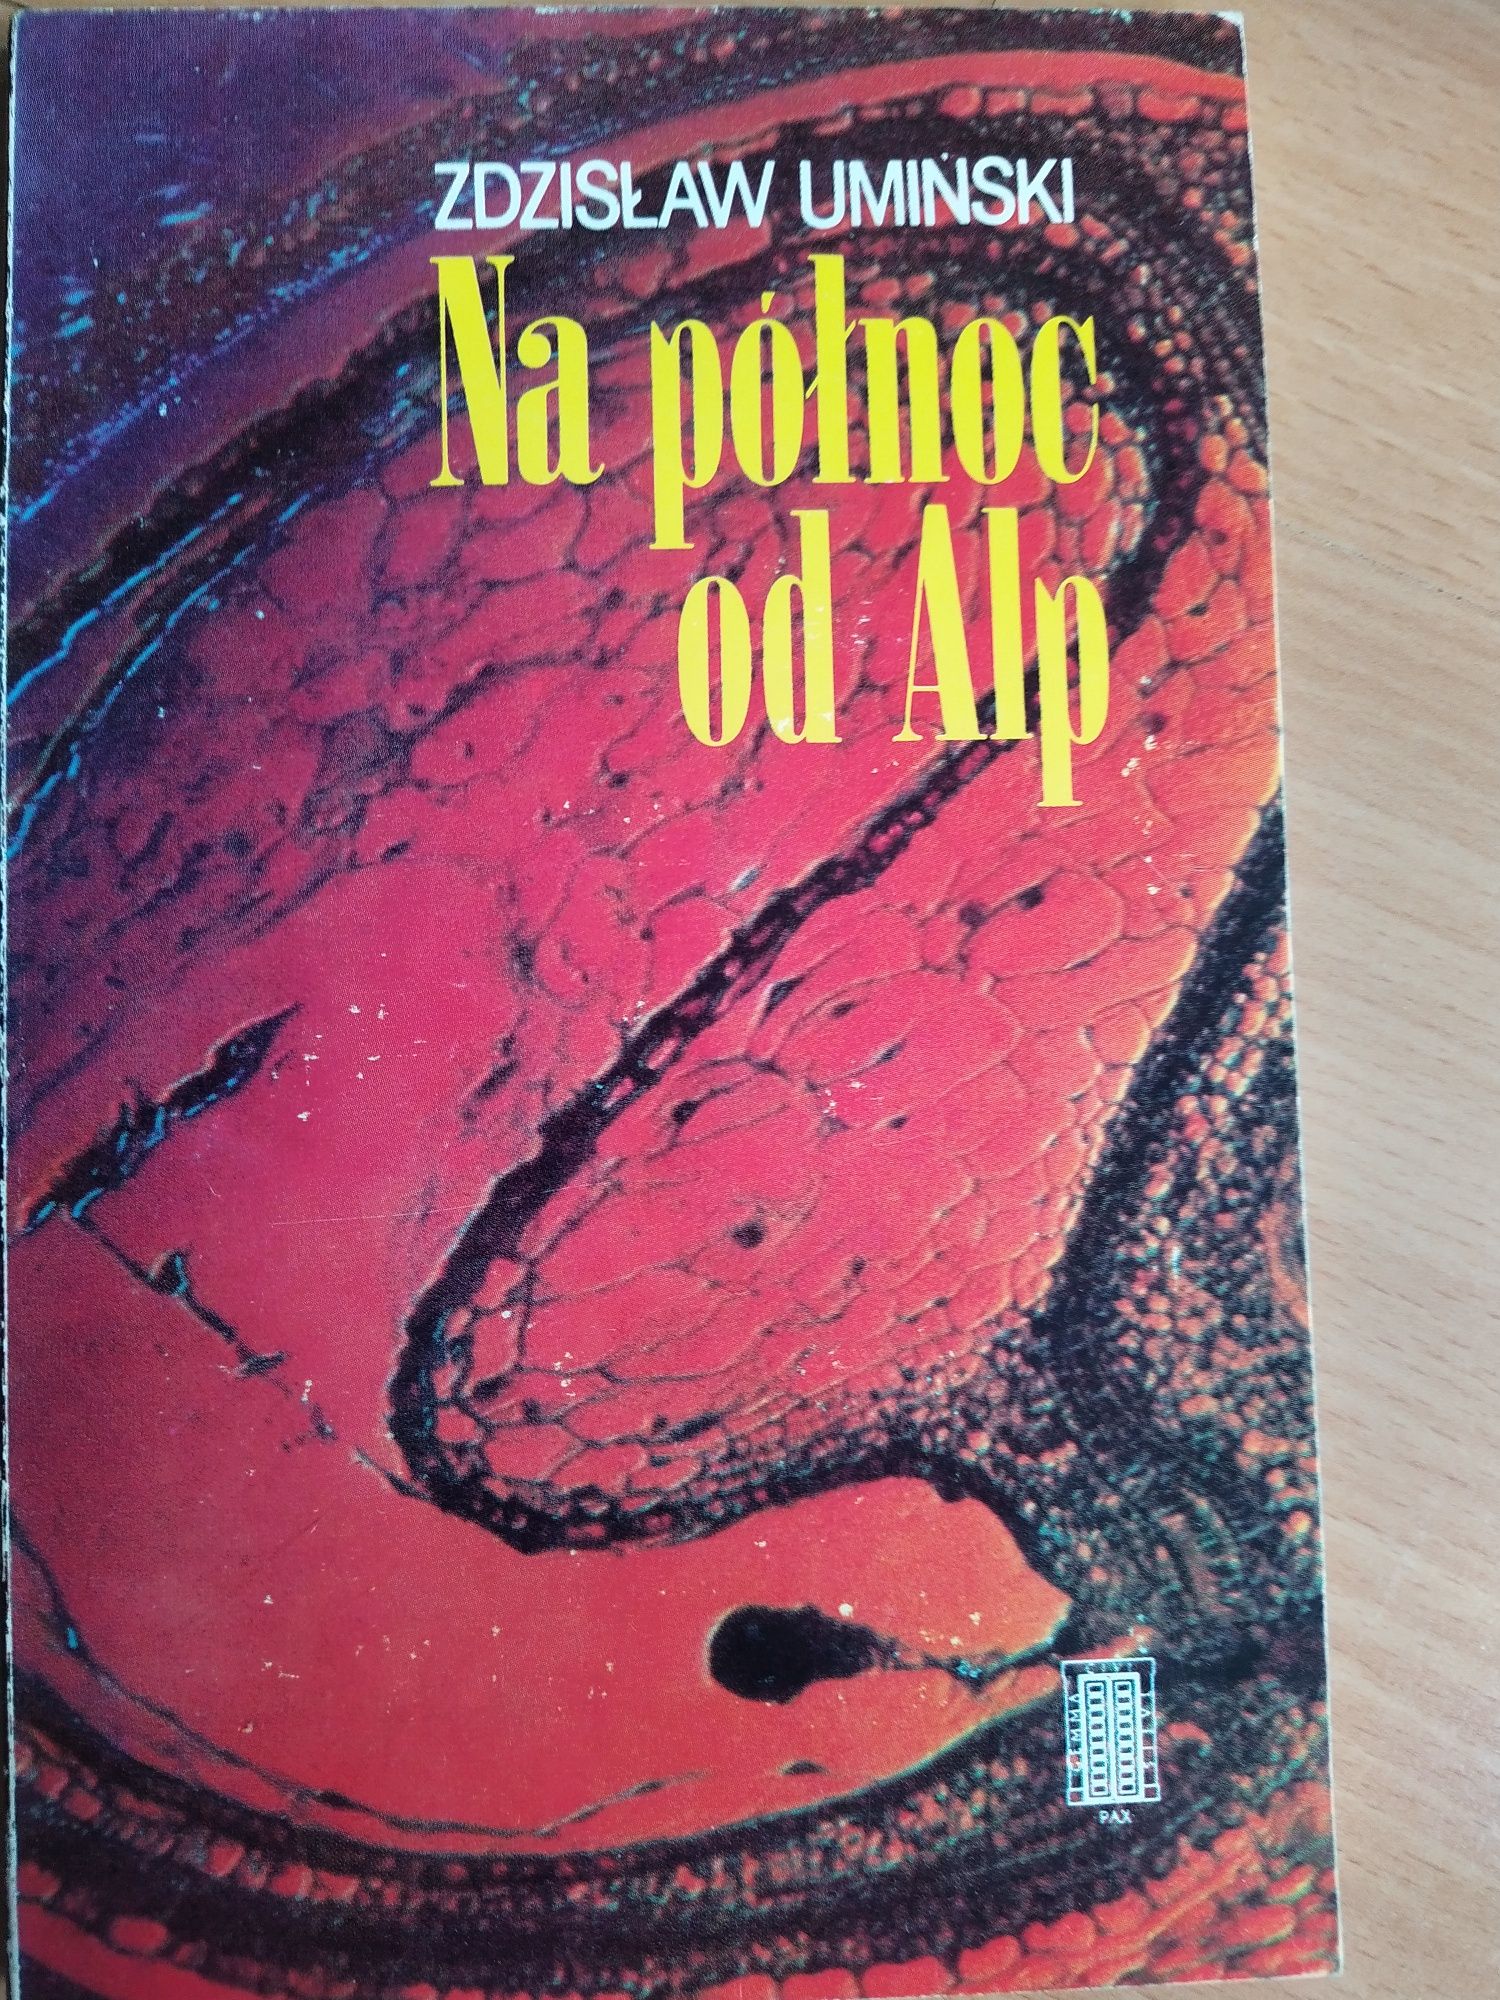 ZDZISŁAW UMIŃSKI
Na północ
od Alp
PAX